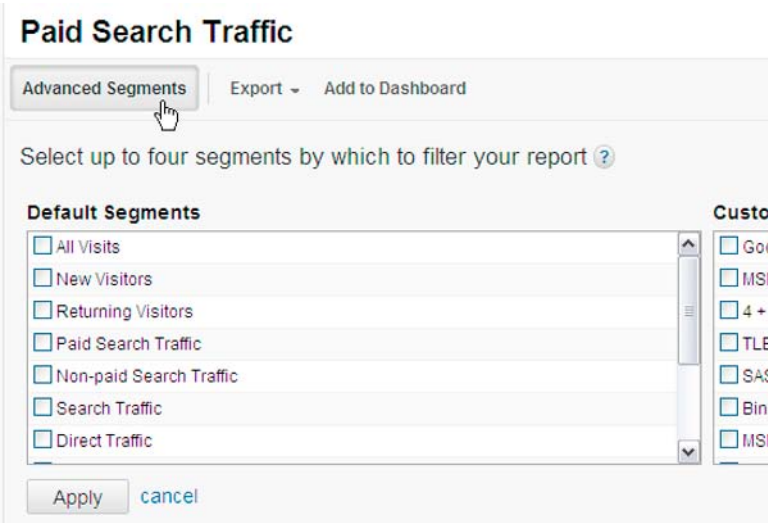 Paid Search Traffic
Advanced Segments Export Add to Dashboard
Select up to four segments by which to filter your report ?
Default Segments
All Visits
New Visitors
Returning Visitors
Paid Search Traffic
Non-paid Search Traffic
Search Traffic
Direct Traffic
4 +
Apply cancel